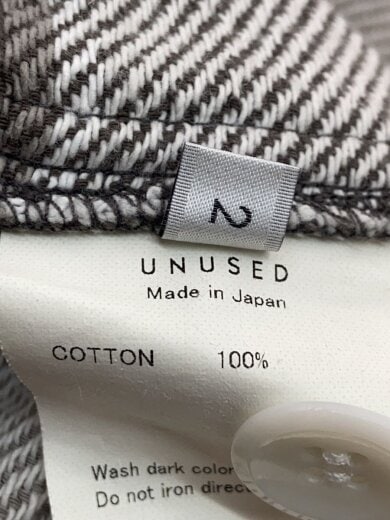 2
UNUSED
Made in Japan
COTTON 100%
Wash dark color
Do not iron direc